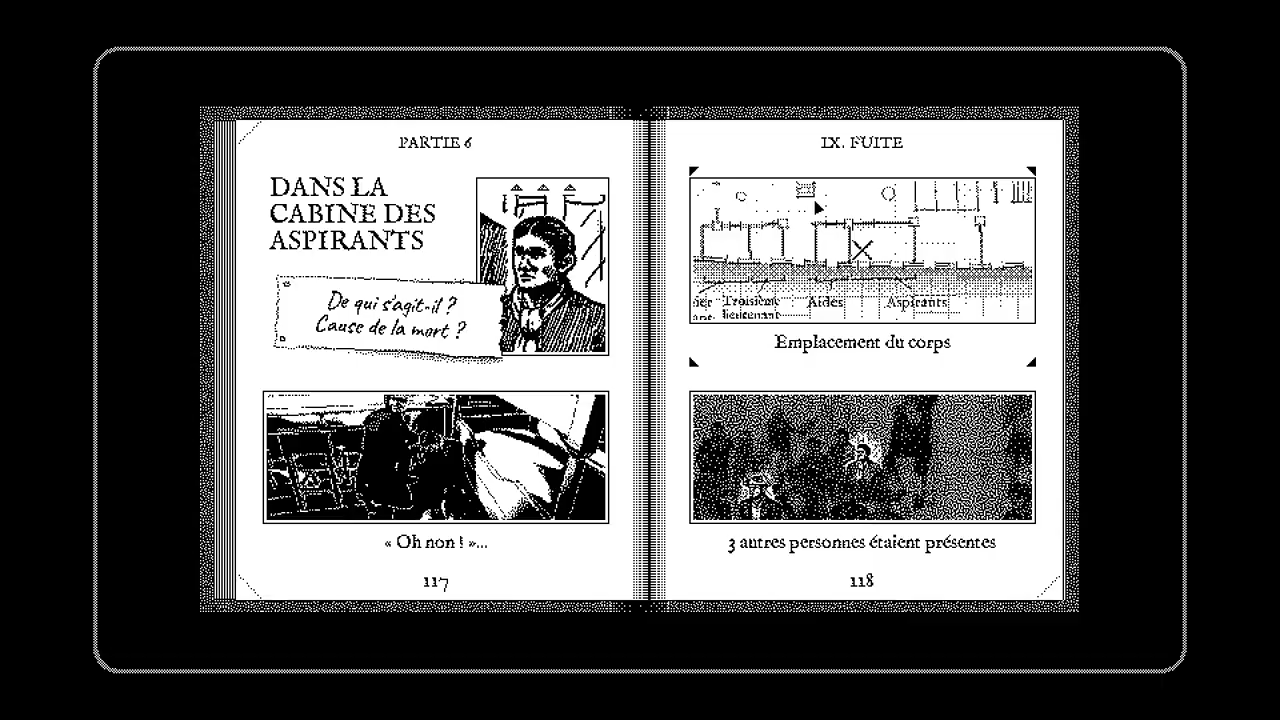 PARTIE 6
DANS LA
CABINE DES
ASPIRANTS
De qui s'agit-il ?
Cause de la mort ?
« Oh non ! »...
117
IX. FUITE
Troisième Aides Aspirants
lieutenant
Emplacement du corps
3 autres personnes étaient présentes
118